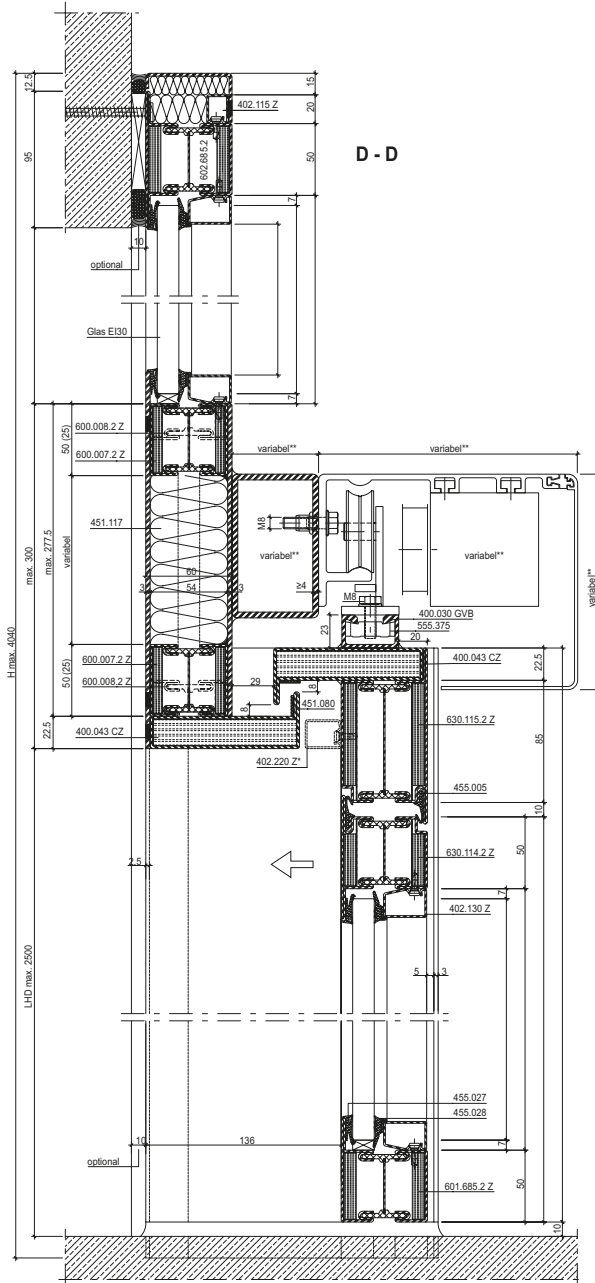 12.5
15
20
402.115 Z
D - D
602.685.2
50
95
7
10
optional
Glas EI30
7
600.008.2 Z
50 (25)
600.007.2 Z
variabel**
variabel**
451.117
M8
variabel**
variabel**
variabel**
H max. 4040
max. 300
max. 277.5
variabel
60
3
54
3
≥4
M8
400.030 GVB
23
555.375
20
600.007.2 Z
400.043 CZ
22.5
50 (25)
600.008.2 Z
29
8
451.080
8
630.115.2 Z
85
22.5
400.043 CZ
402.220 Z*
455.005
10
630.114.2 Z
50
2.5
7
402.130 Z
LHD max. 2500
5
3
455.027
455.028
10
136
7
optional
601.685.2 Z
50
10